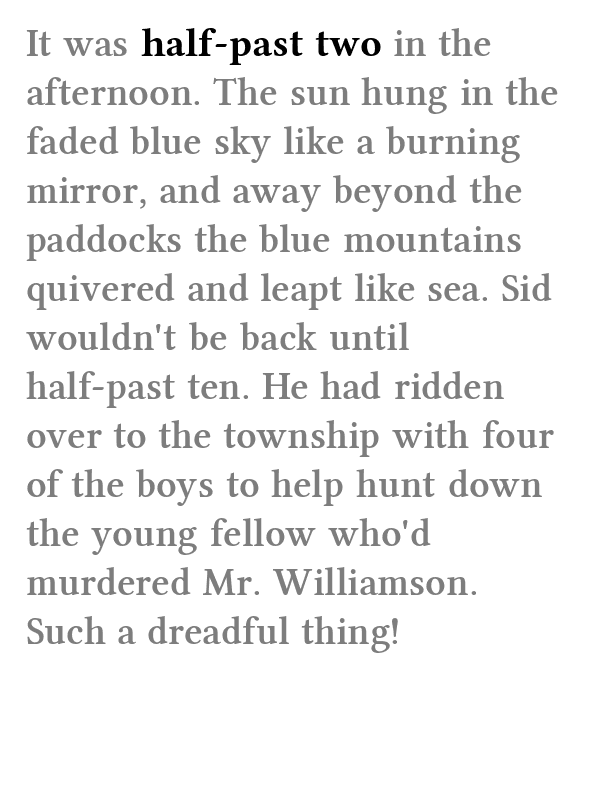 It was half-past two in the
afternoon. The sun hung in the
faded blue sky like a burning
mirror, and away beyond the
paddocks the blue mountains
quivered and leapt like sea. Sid
wouldn't be back until
half-past ten. He had ridden
over to the township with four
of the boys to help hunt down
the young fellow who'd
murdered Mr. Williamson.
Such a dreadful thing!